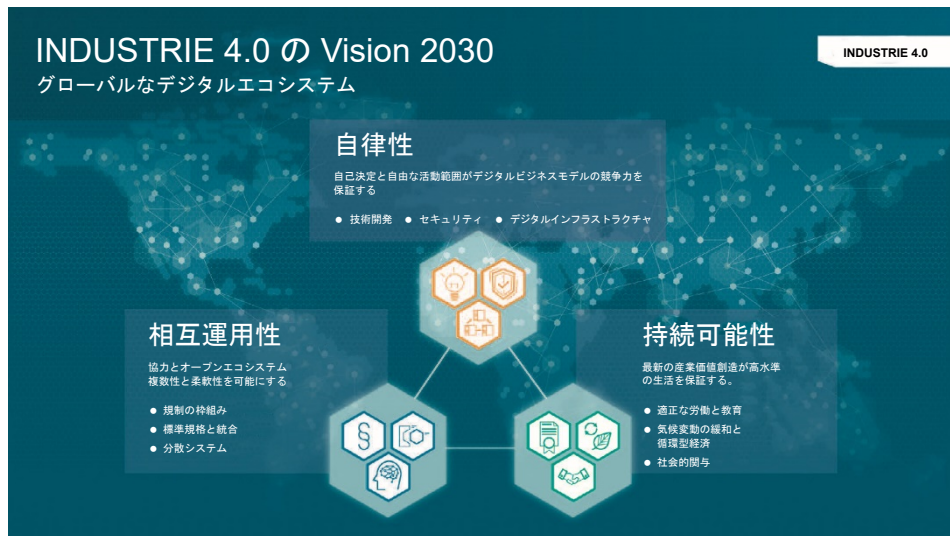 INDUSTRIE 4.0 の Vision 2030
グローバルなデジタルエコシステム
INDUSTRIE 4.0
自律性
自己決定と自由な活動範囲がデジタルビジネスモデルの競争力を
保証する
● 技術開発 ● セキュリティ ● デジタルインフラストラクチャ
相互運用性
協力とオープンエコシステム
複数性と柔軟性を可能にする
● 規制の枠組み
● 標準規格と統合
● 分散システム
持続可能性
最新の産業価値創造が高水準
の生活を保証する。
● 適正な労働と教育
● 気候変動の緩和と
循環型経済
● 社会的関与
§